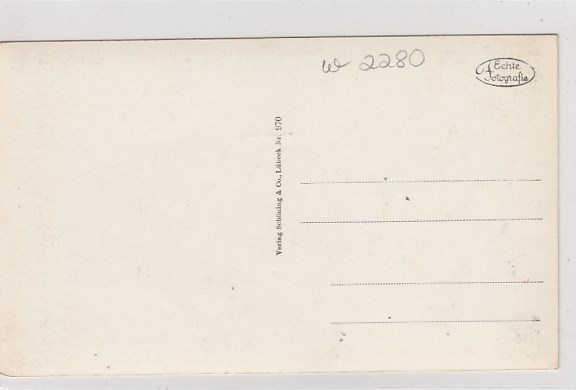 w 2280
Echte
Fotografie
Verlag Schöning & Co., Lübeck Nr. 970